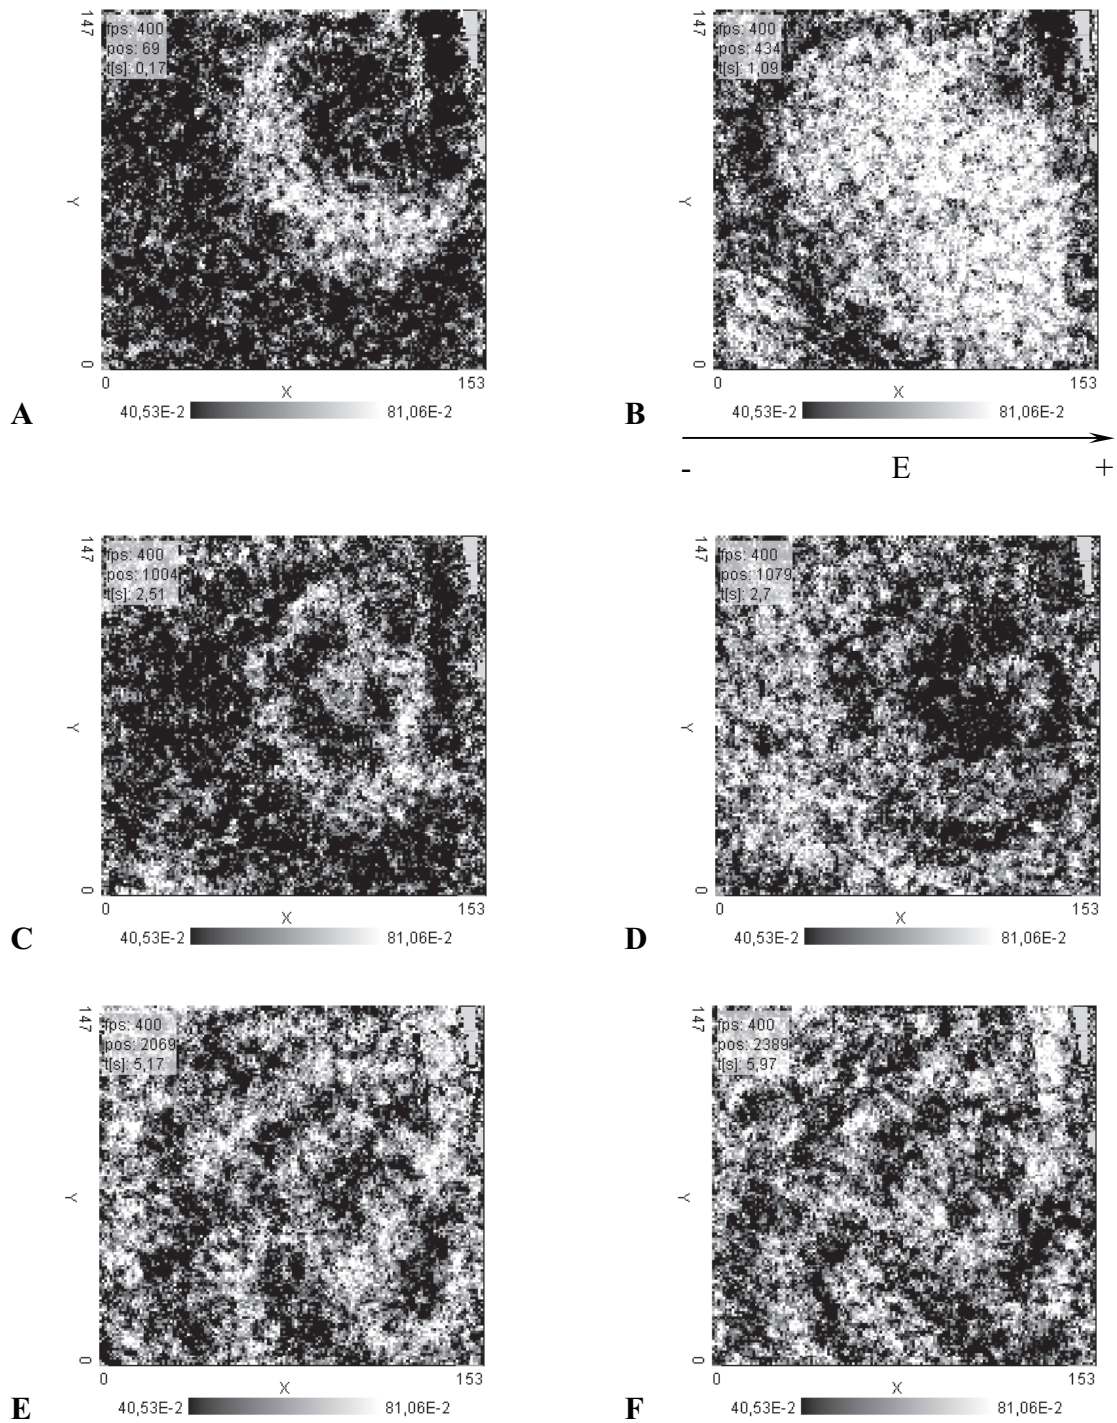 147
fps: 400
pos: 69
t[s]: 0,17
Y
0
0
X
153
40,53E-2
81,06E-2
A
147
fps: 400
pos: 434
t[s]: 1,09
Y
0
0
X
153
40,53E-2
81,06E-2
B
- E +
147
fps: 400
pos: 1004
t[s]: 2,51
Y
0
0
X
153
40,53E-2
81,06E-2
C
147
fps: 400
pos: 1079
t[s]: 2,7
Y
0
0
X
153
40,53E-2
81,06E-2
D
147
fps: 400
pos: 2069
t[s]: 5,17
Y
0
0
X
153
40,53E-2
81,06E-2
E
147
fps: 400
pos: 2389
t[s]: 5,97
Y
0
0
X
153
40,53E-2
81,06E-2
F